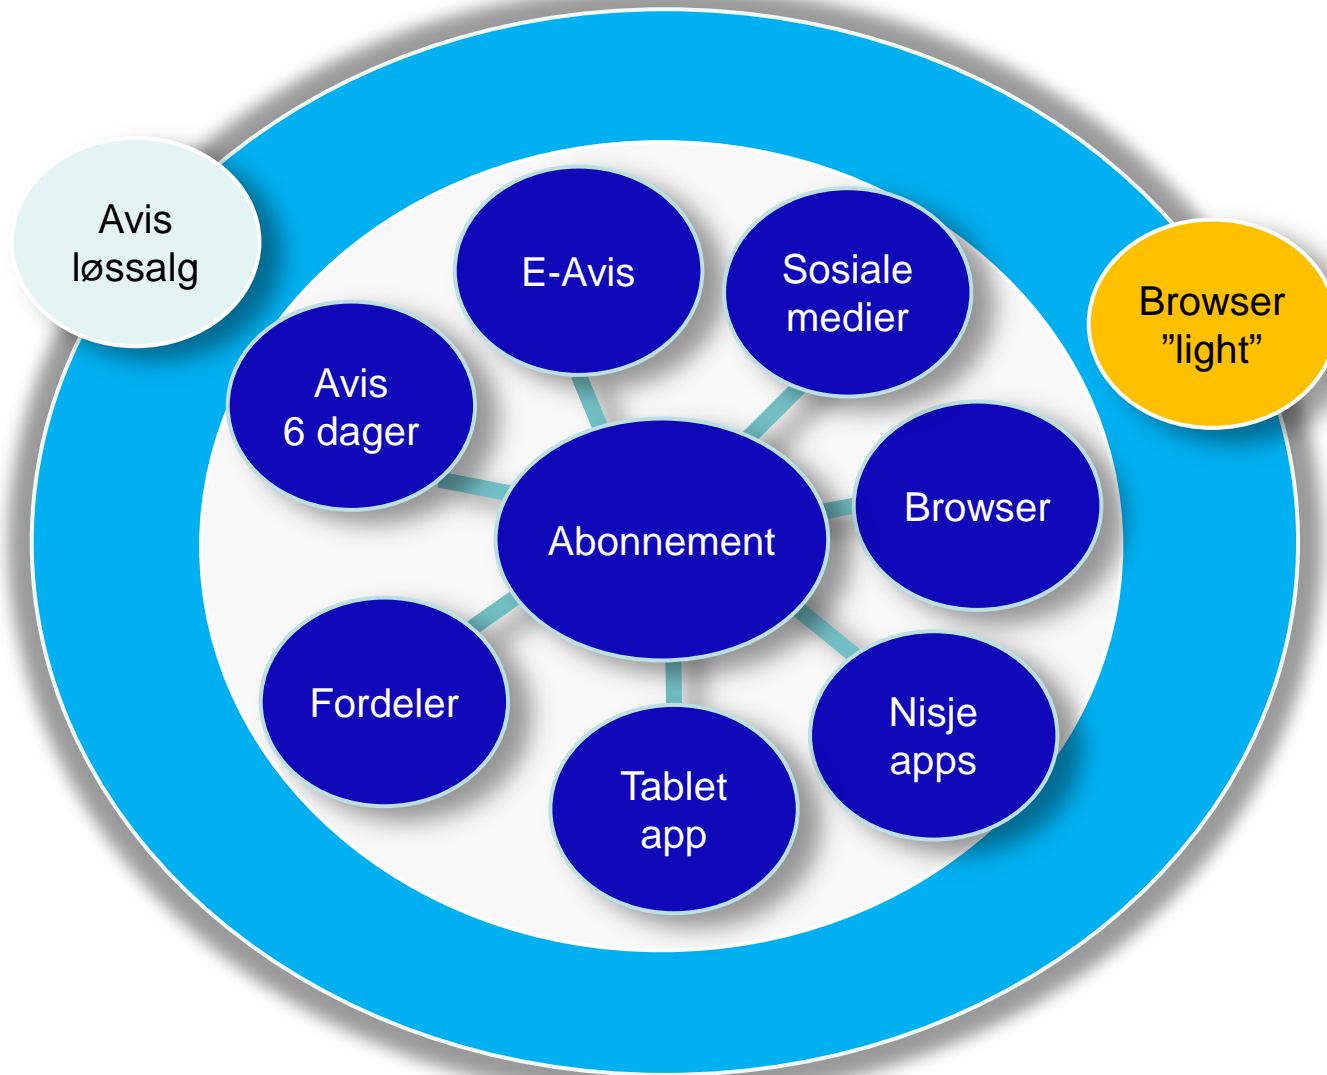 Avis
løssalg
E-Avis
Sosiale
medier
Browser
”light”
Avis
6 dager
Browser
Abonnement
Fordeler
Nisje
apps
Tablet
app